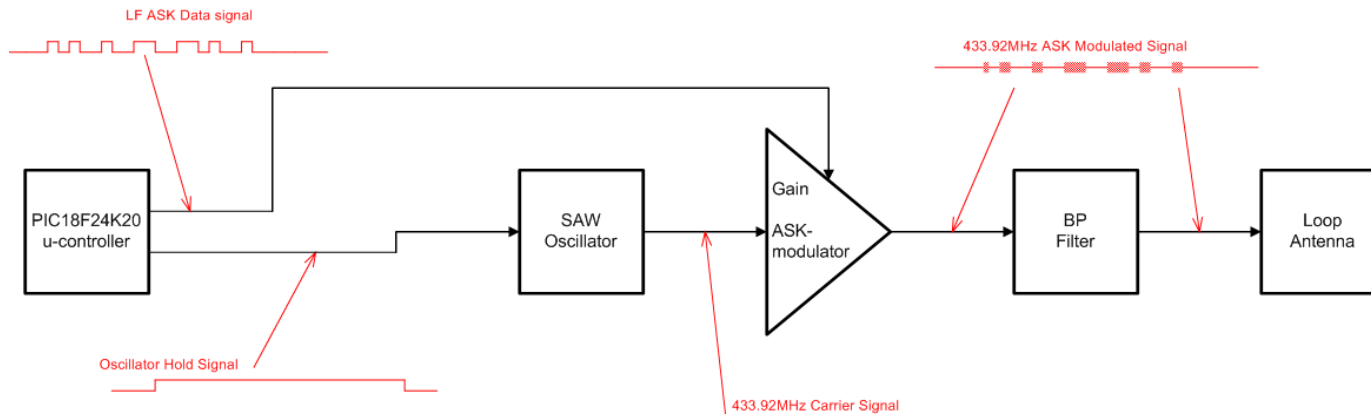 LF ASK Data signal
433.92MHz ASK Modulated Signal
PIC18F24K20
u-controller
SAW
Oscillator
Gain
ASK-
modulator
BP
Filter
Loop
Antenna
Oscillator Hold Signal
433.92MHz Carrier Signal